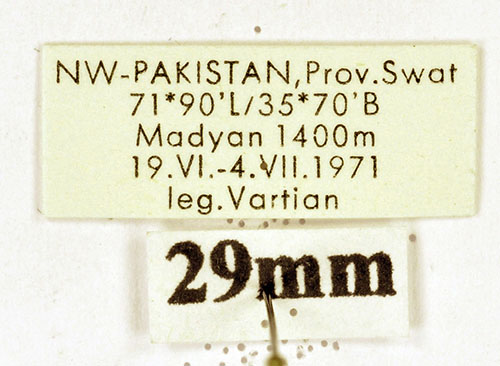 NW-PAKISTAN,Prov.Swat
71*90'L/35*70'B
Madyan 1400m
19.VI.-4.VII.1971
leg.Vartian
29mm